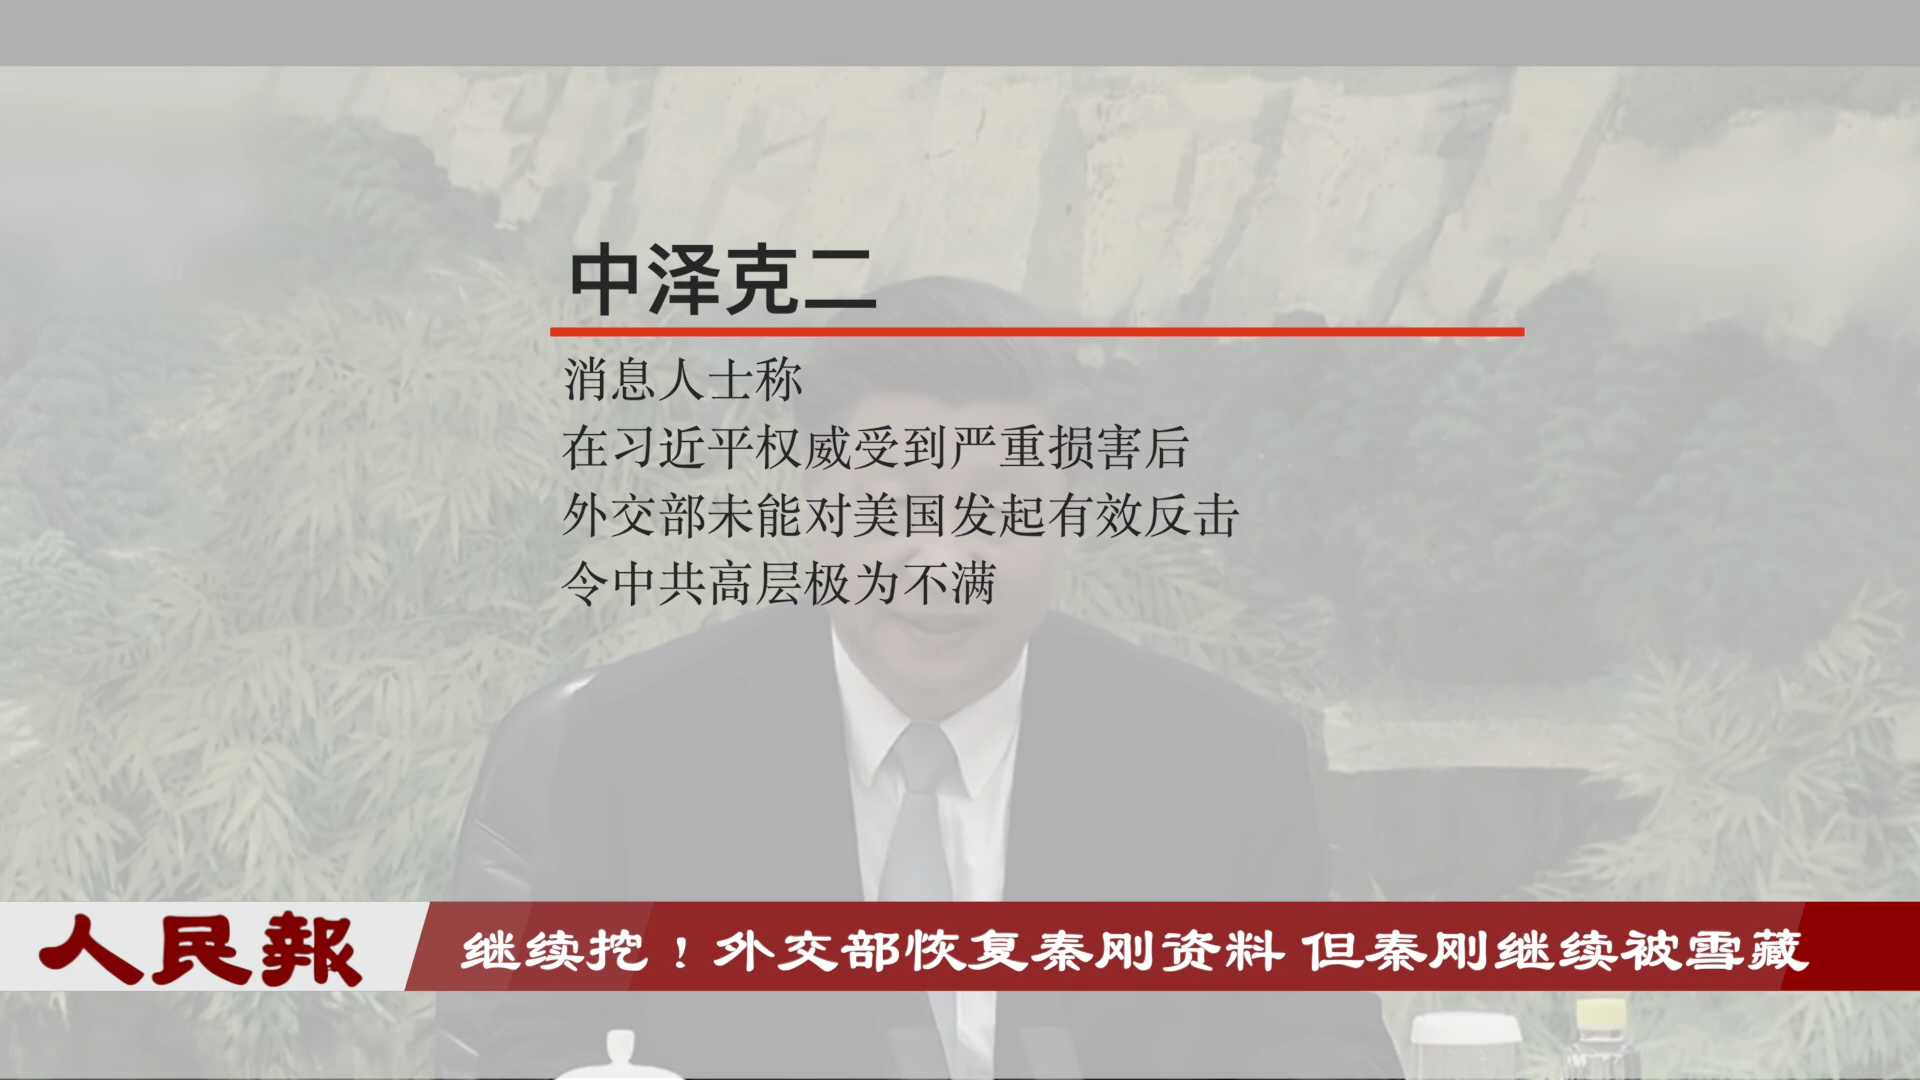 中泽克二
消息人士称
在习近平权威受到严重损害后
外交部未能对美国发起有效反击
令中共高层极为不满
人民報
继续挖！外交部恢复秦刚资料 但秦刚继续被雪藏